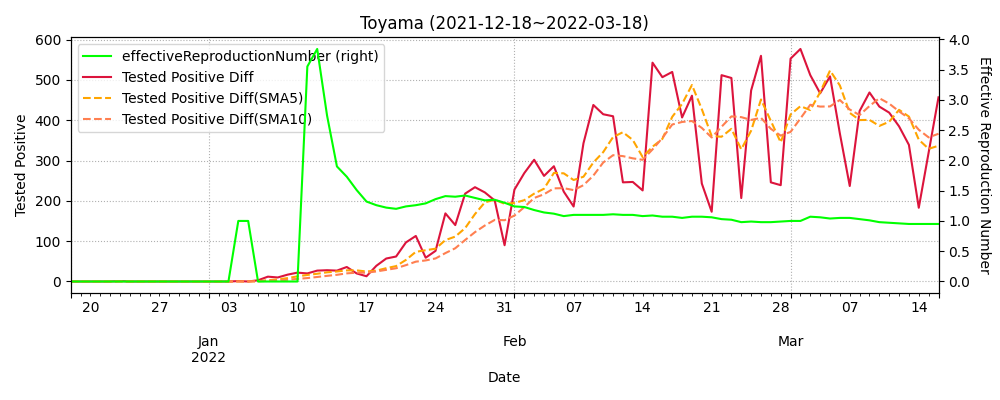 Toyama (2021-12-18~2022-03-18)
effectiveReproductionNumber (right)
Tested Positive Diff
Tested Positive Diff(SMA5)
Tested Positive Diff(SMA10)
Tested Positive
600
500
400
300
200
100
0
Effective Reproduction Number
4.0
3.5
3.0
2.5
2.0
1.5
1.0
0.5
0.0
20 27 03 10 17 24 31 07 14 21 28 07 14
Jan Feb Mar
2022
Date